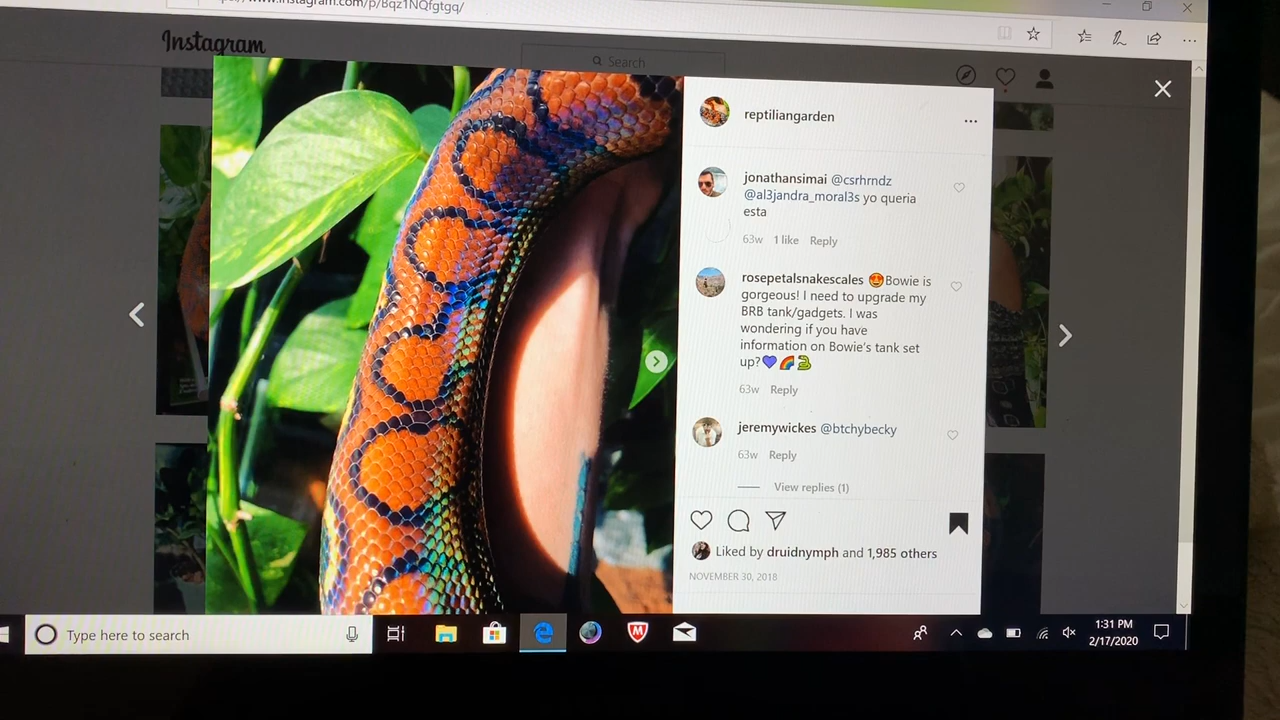 www.instagram.com/p/Bqz1NQfgtgq/
Instagram
Search
reptiliangarden
jonathansimai @csrhrndz
@al3jandra_moral3s yo queria
esta
63w 1 like Reply
rosepetalsnakescales 😍Bowie is
gorgeous! I need to upgrade my
BRB tank/gadgets. I was
wondering if you have
information on Bowie's tank set
up?💜🌈🐍
63w Reply
jeremywickes @btchybecky
63w Reply
View replies (1)
Liked by druidnymph and 1,985 others
NOVEMBER 30, 2018
Type here to search
1:31 PM
2/17/2020